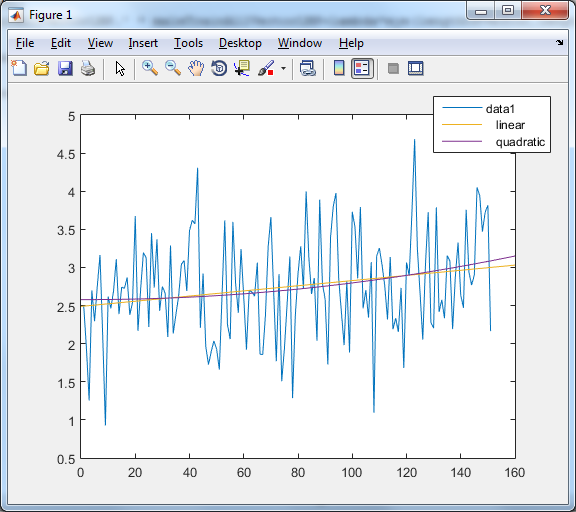 Figure 1
File Edit View Insert Tools Desktop Window Help
data1
linear
quadratic
5
4.5
4
3.5
3
2.5
2
1.5
1
0.5
0 20 40 60 80 100 120 140 160